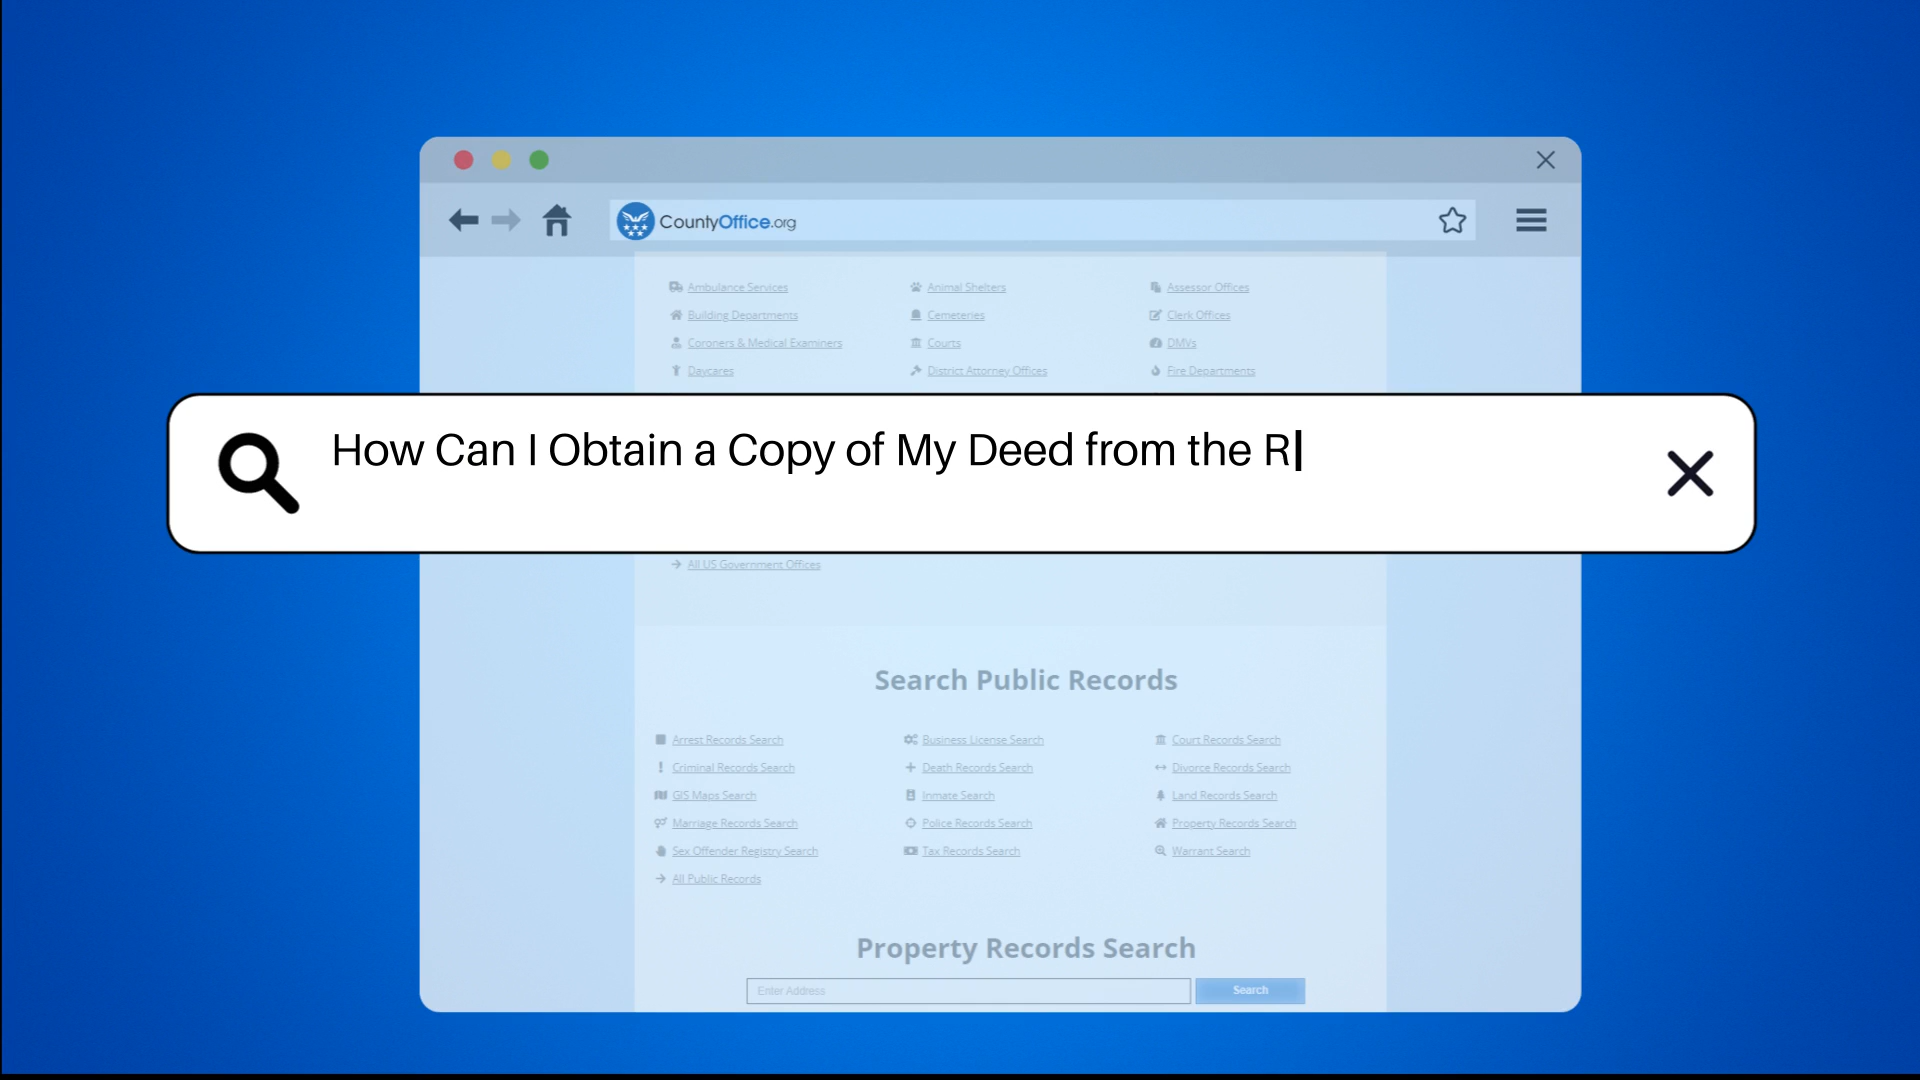 CountyOffice.org
Ambulance Services Animal Shelters Assessor Offices
Building Departments Cemeteries Clerk Offices
Coroners & Medical Examiners Courts DMVs
Daycares District Attorney Offices Fire Departments
How Can I Obtain a Copy of My Deed from the R
All US Government Offices
Search Public Records
Arrest Records Search Business License Search Court Records Search
Criminal Records Search Death Records Search Divorce Records Search
GIS Maps Search Inmate Search Land Records Search
Marriage Records Search Police Records Search Property Records Search
Sex Offender Registry Search Tax Records Search Warrant Search
All Public Records
Property Records Search
Enter Address Search